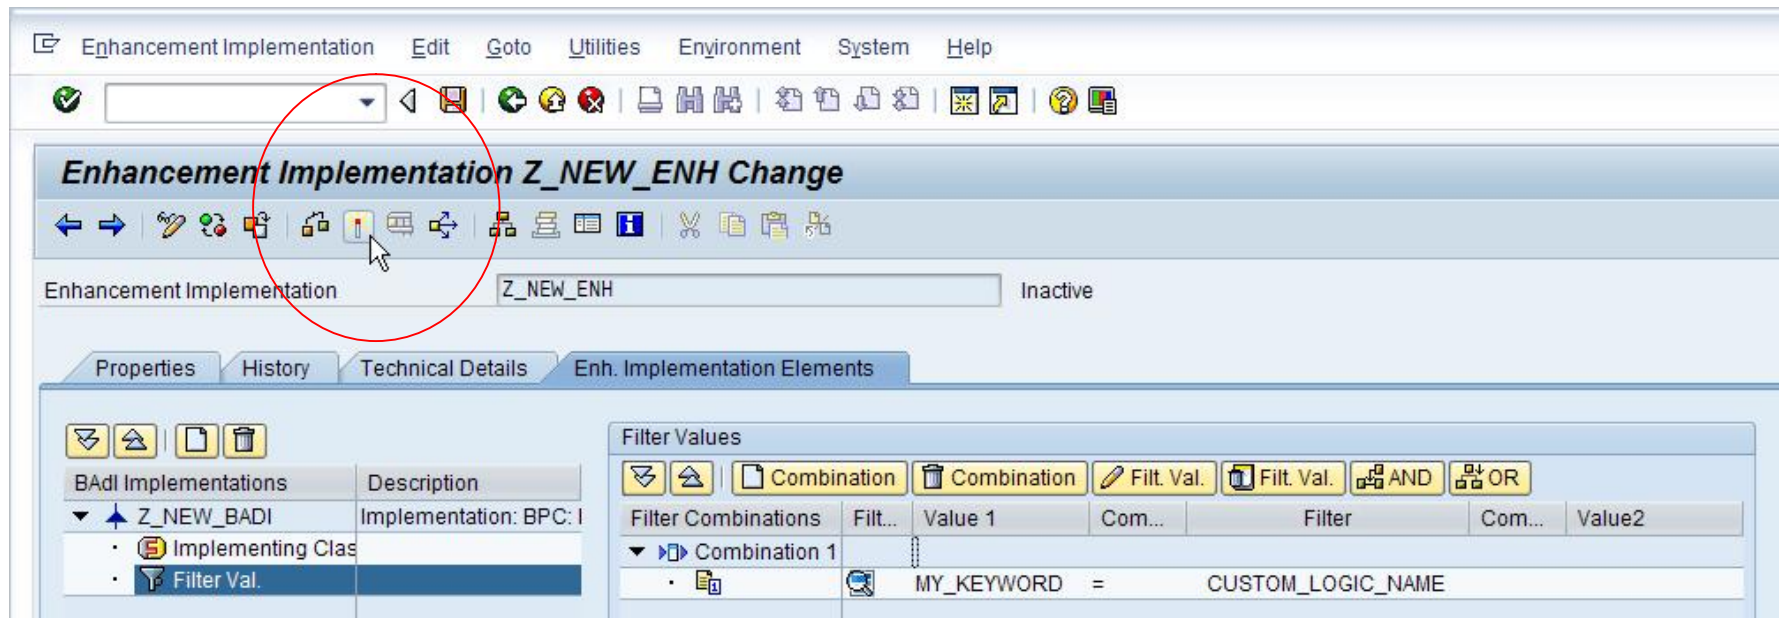 Enhancement Implementation Edit Goto Utilities Environment System Help
Enhancement Implementation Z_NEW_ENH Change
Enhancement Implementation Z_NEW_ENH Inactive
Properties History Technical Details Enh. Implementation Elements
Filter Values
Combination Combination Filt. Val. Filt. Val. AND OR
BAdI Implementations Description
Filter Combinations Filt... Value 1 Com... Filter Com... Value2
Z_NEW_BADI Implementation: BPC:
Combination 1
Implementing Clas
Filter Val.
MY_KEYWORD = CUSTOM_LOGIC_NAME